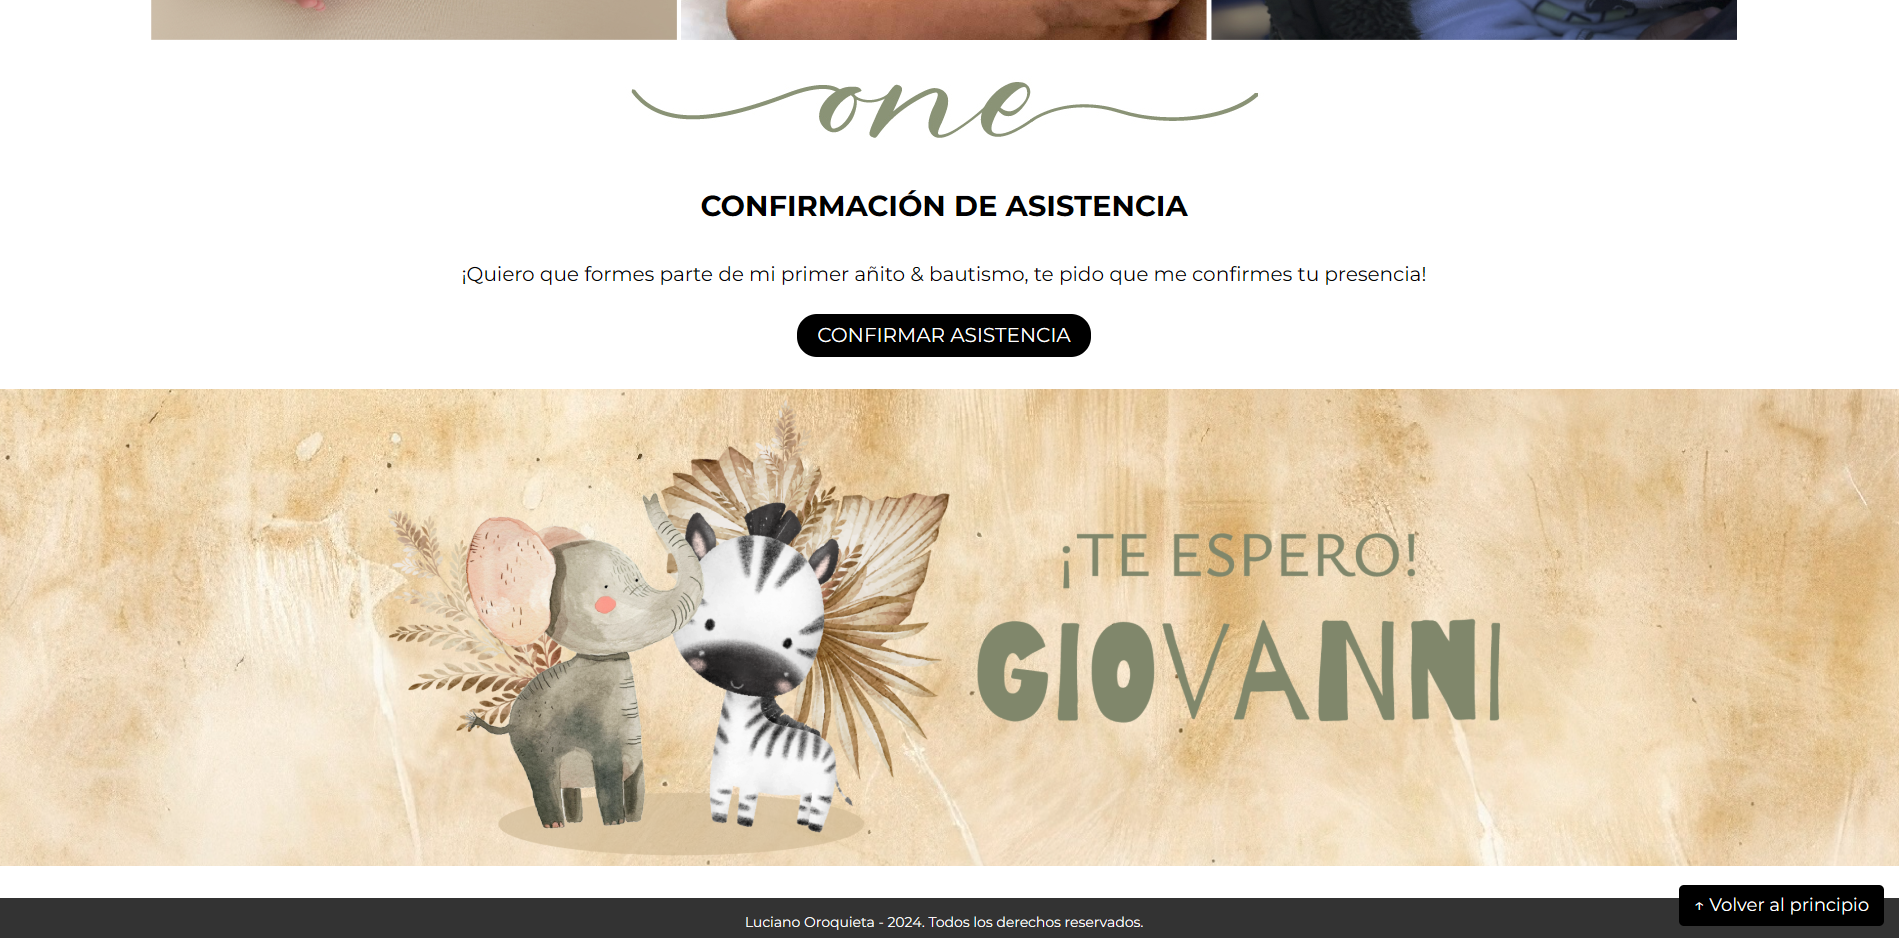 one
CONFIRMACIÓN DE ASISTENCIA
¡Quiero que formes parte de mi primer añito & bautismo, te pido que me confirmes tu presencia!
CONFIRMAR ASISTENCIA
¡TE ESPERO!
GIOVANNI
↑ Volver al principio
Luciano Oroquieta - 2024. Todos los derechos reservados.